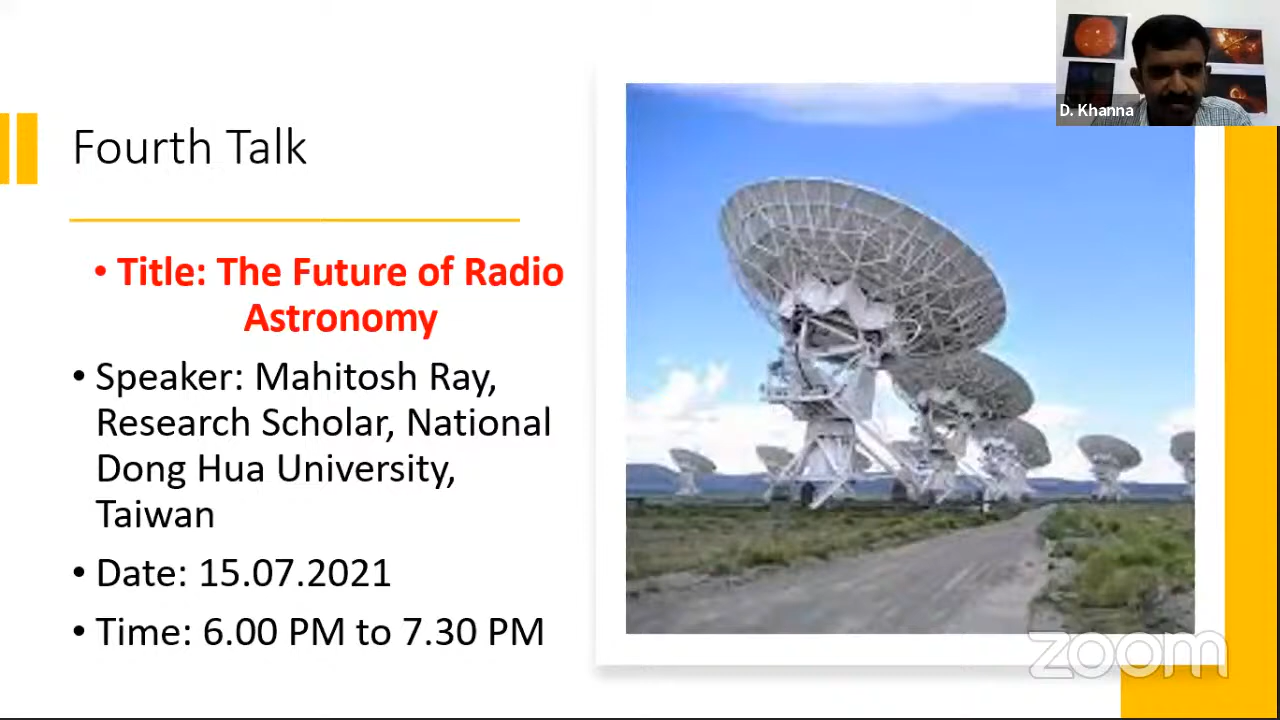 D. Khanna
Fourth Talk
• Title: The Future of Radio
Astronomy
• Speaker: Mahitosh Ray,
Research Scholar, National
Dong Hua University,
Taiwan
• Date: 15.07.2021
• Time: 6.00 PM to 7.30 PM
zoom